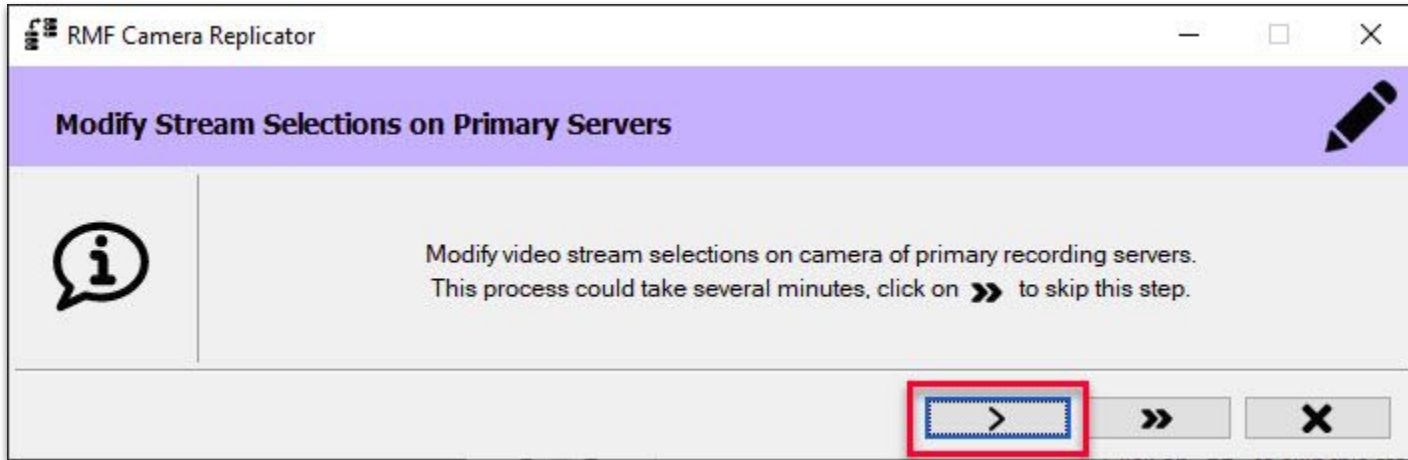 RMF Camera Replicator
Modify Stream Selections on Primary Servers
Modify video stream selections on camera of primary recording servers.
This process could take several minutes, click on » to skip this step.
>
»